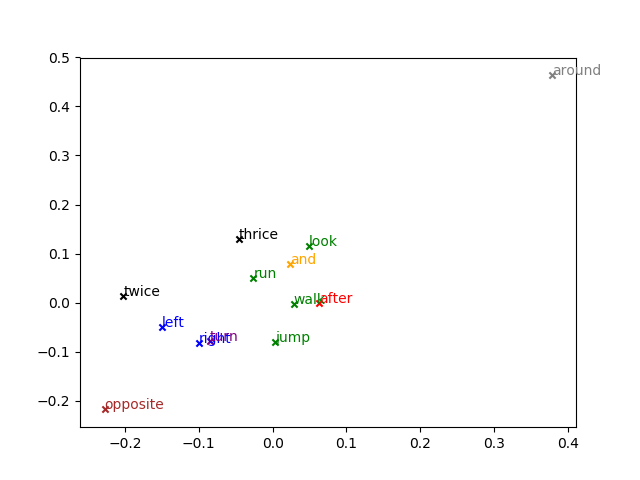 0.5
around
0.4
0.3
0.2
thrice
look
0.1
and
run
twice
0.0
walk
after
left
right
turn
jump
−0.1
−0.2
opposite
−0.2
−0.1
0.0
0.1
0.2
0.3
0.4